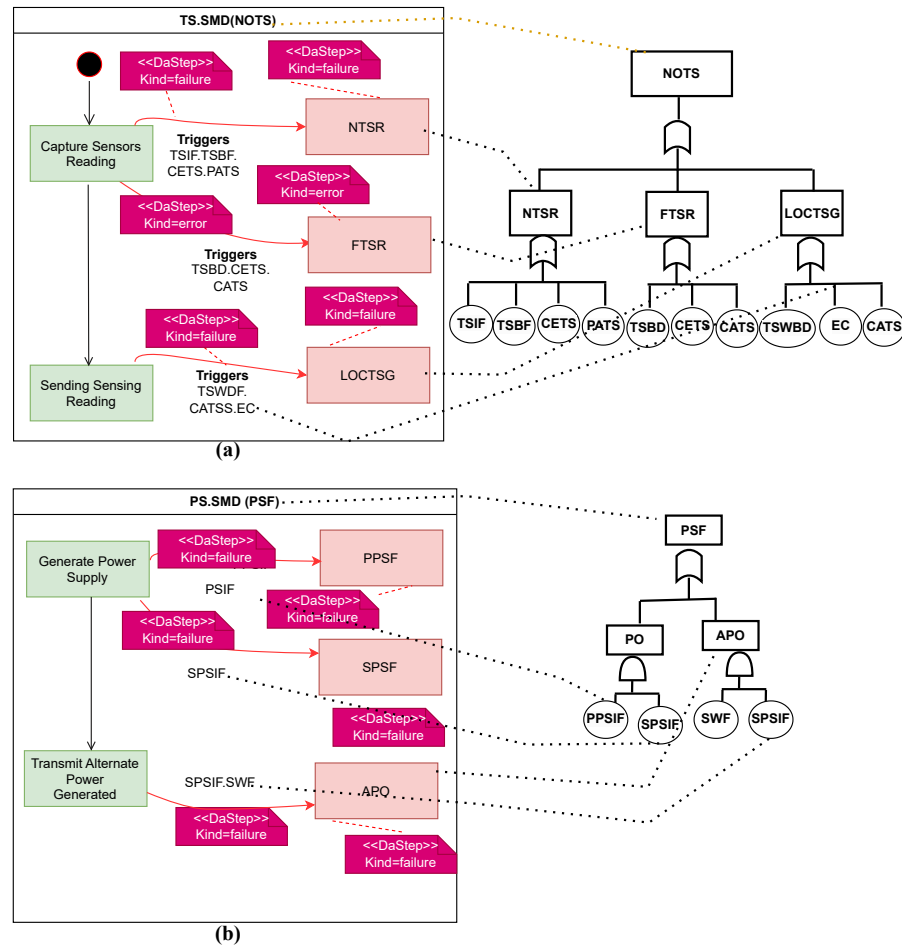 TS.SMD(NOTS)
<<DaStep>>
Kind=failure
<<DaStep>>
Kind=failure
NOTS
Capture Sensors
Reading
Triggers
TSIF.TSBF.
CETS.PATS
NTSR
<<DaStep>>
Kind=error
<<DaStep>>
Kind=error
NTSR
FTSR
LOCTSG
Triggers
TSBD.CETS.
CATS
FTSR
TSIF
TSBF
CETS
PATS
TSBD
CETS
CATS
TSWBD
EC
CATS
<<DaStep>>
Kind=failure
<<DaStep>>
Kind=failure
Sending Sensing
Reading
Triggers
TSWDF.
CATSS.EC
LOCTSG
(a)
PS.SMD (PSF)
<<DaStep>>
Kind=failure
PSF
Generate Power
Supply
PPSF
PSIF
<<DaStep>>
Kind=failure
<<DaStep>>
Kind=failure
PO
APO
SPSIF
SPSF
PPSIF
SPSIF
SWF
SPSIF
<<DaStep>>
Kind=failure
Transmit Alternate
Power
Generated
SPSIF.SWF
APO
<<DaStep>>
Kind=failure
<<DaStep>>
Kind=failure
(b)